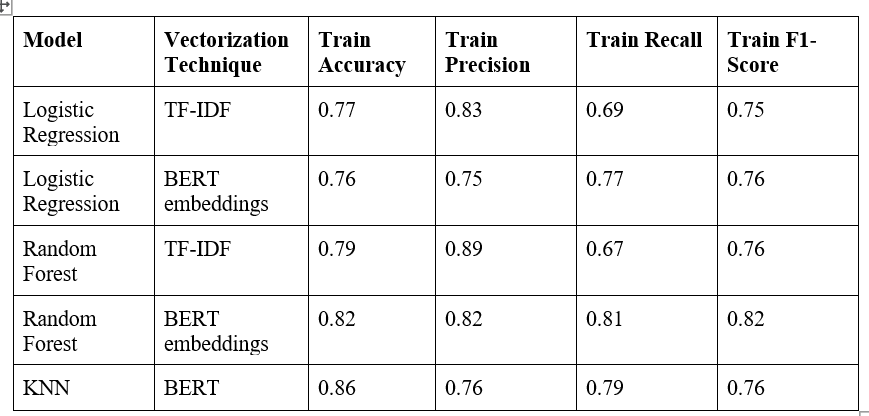 Model Vectorization Technique Train Accuracy Train Precision Train Recall Train F1-Score
Logistic Regression TF-IDF 0.77 0.83 0.69 0.75
Logistic Regression BERT embeddings 0.76 0.75 0.77 0.76
Random Forest TF-IDF 0.79 0.89 0.67 0.76
Random Forest BERT embeddings 0.82 0.82 0.81 0.82
KNN BERT 0.86 0.76 0.79 0.76